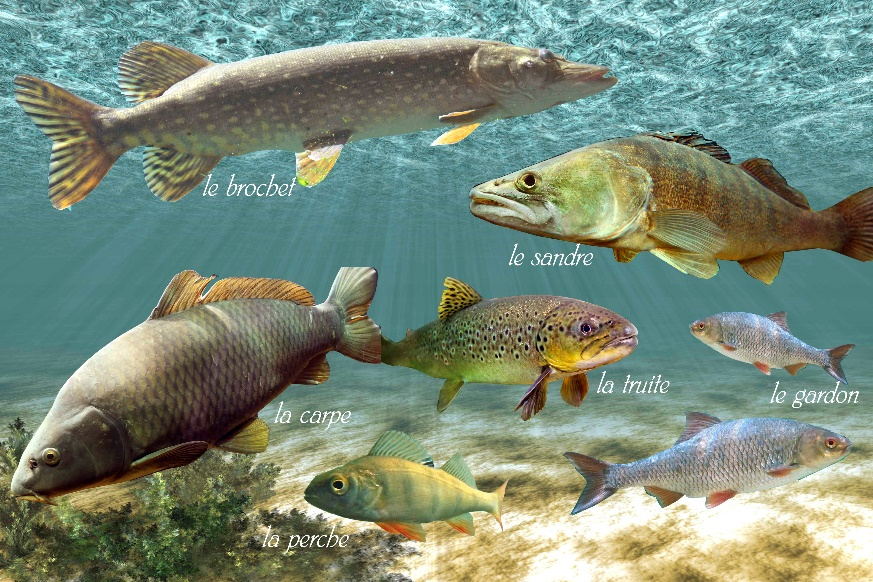 le brochet
le sandre
la truite
le gardon
la carpe
la perche